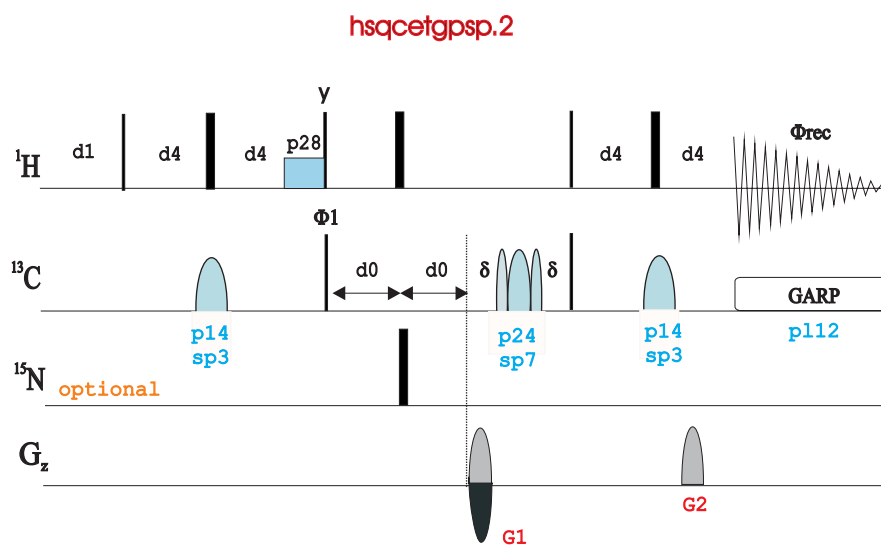 hsqcetgpsp.2
y
d1 d4 d4 p28 d4 d4 Φrec
¹H
Φ1
¹³C d0 d0 δ δ GARP
p14 p24 p14 pl12
sp3 sp7 sp3
¹⁵N optional
Gz
G1 G2